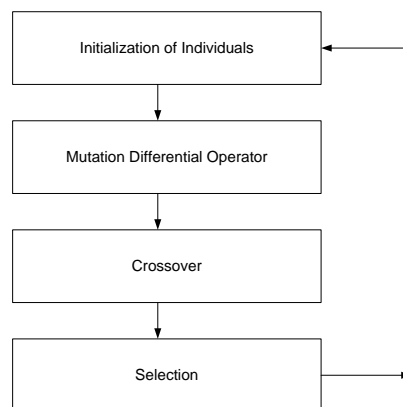 Initialization of Individuals
Mutation Differential Operator
Crossover
Selection